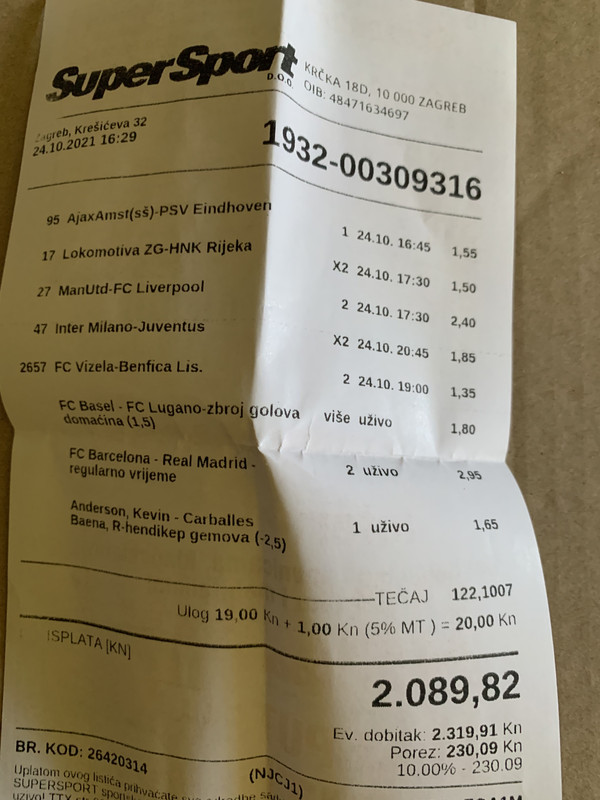 SuperSport D.O.O.
KRČKA 18D, 10 000 ZAGREB
OIB: 48471634697
Zagreb, Krešićeva 32
24.10.2021 16:29
1932-00309316
95 AjaxAmst(sš)-PSV Eindhoven 1 24.10. 16:45 1,55
17 Lokomotiva ZG-HNK Rijeka X2 24.10. 17:30 1,50
27 ManUtd-FC Liverpool 2 24.10. 17:30 2,40
47 Inter Milano-Juventus X2 24.10. 20:45 1,85
2657 FC Vizela-Benfica Lis. 2 24.10. 19:00 1,35
FC Basel - FC Lugano-zbroj golova više uživo 1,80
domaćina (1,5)
FC Barcelona - Real Madrid - 2 uživo 2,95
regularno vrijeme
Anderson, Kevin - Carballes 1 uživo 1,65
Baena, R-hendikep gemova (-2,5)
TEČAJ 122,1007
Ulog 19,00 Kn + 1,00 Kn (5% MT ) = 20,00 Kn
ISPLATA [KN]
2.089,82
Ev. dobitak: 2.319,91 Kn
Porez: 230,09 Kn
10.00% - 230.09
BR. KOD: 26420314
(NJCJ1)
Uplatom ovog listića prihvaćate
SUPERSPORT